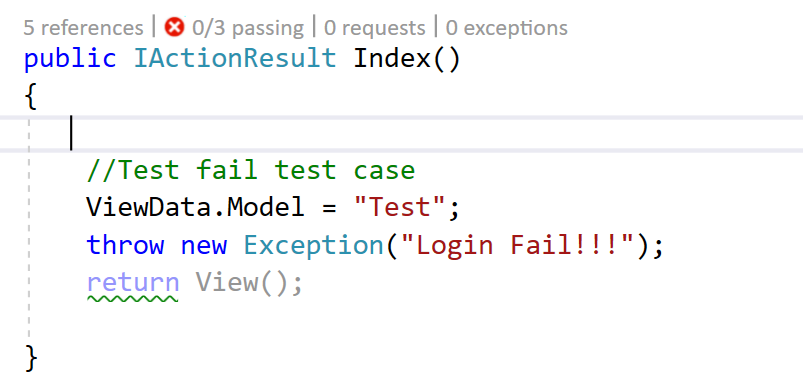 5 references | 0/3 passing | 0 requests | 0 exceptions
public IActionResult Index()
{
//Test fail test case
ViewData.Model = "Test";
throw new Exception("Login Fail!!!");
return View();
}